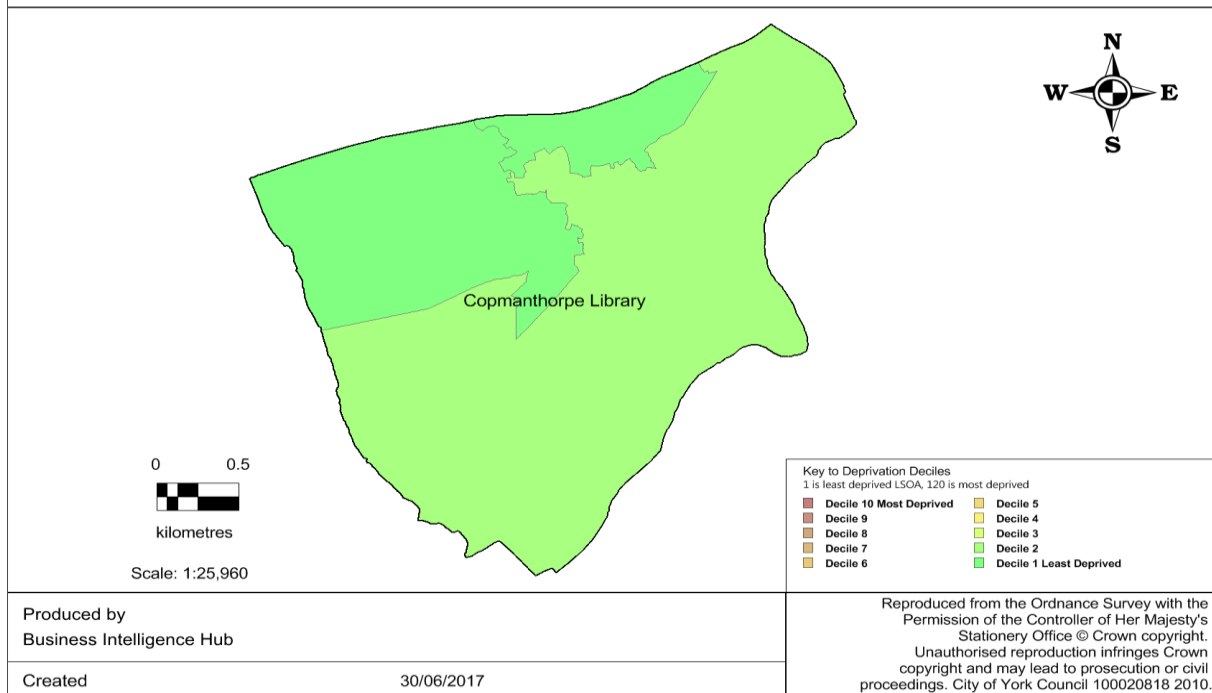 N
W E
S
Copmanthorpe Library
0 0.5
kilometres
Scale: 1:25,960
Key to Deprivation Deciles
1 is least deprived LSOA, 120 is most deprived
Decile 10 Most Deprived
Decile 9
Decile 8
Decile 7
Decile 6
Decile 5
Decile 4
Decile 3
Decile 2
Decile 1 Least Deprived
Produced by
Business Intelligence Hub
Created 30/06/2017
Reproduced from the Ordnance Survey with the
Permission of the Controller of Her Majesty's
Stationery Office © Crown copyright.
Unauthorised reproduction infringes Crown
copyright and may lead to prosecution or civil
proceedings. City of York Council 100020818 2010.